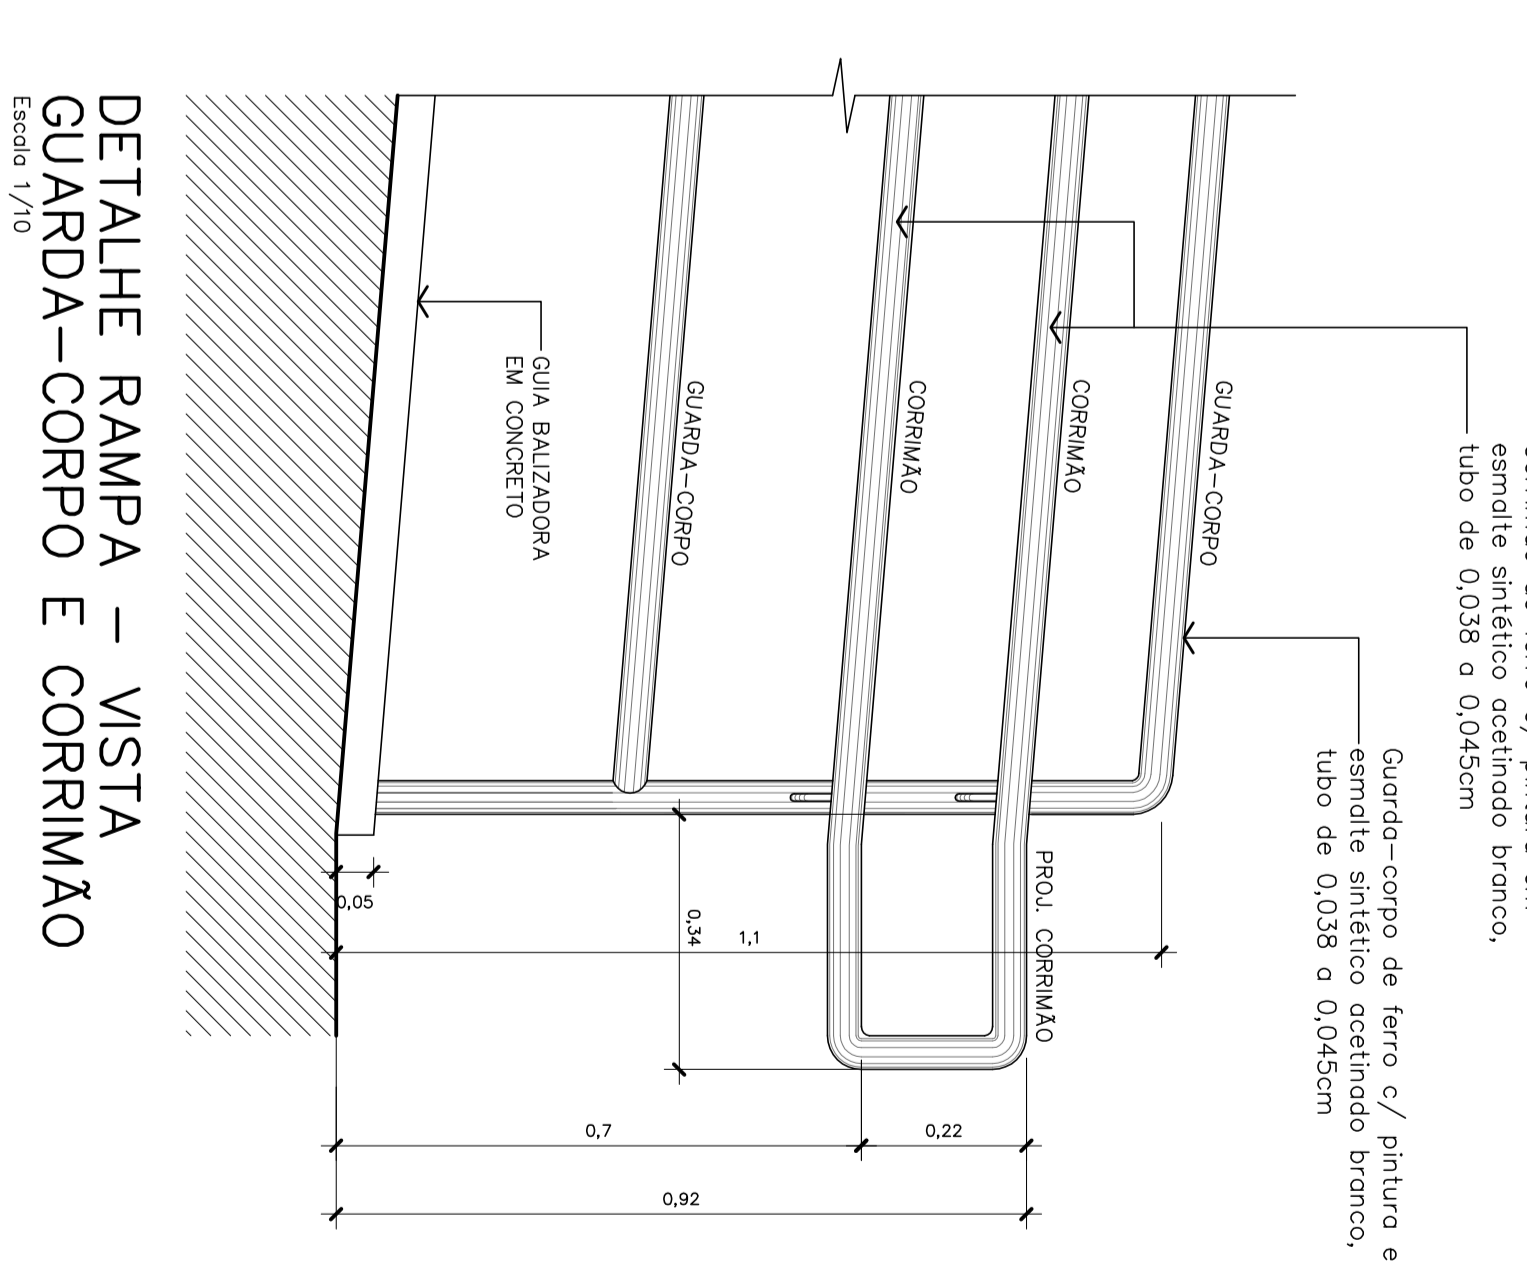 esmalte sintético acetinado branco,
tubo de 0,038 a 0,045cm
Guarda-corpo de ferro c/ pintura e
esmalte sintético acetinado branco,
tubo de 0,038 a 0,045cm
GUARDA-CORPO
CORRIMÃO
CORRIMÃO
GUARDA-CORPO
GUIA BALIZADORA
EM CONCRETO
PROJ. CORRIMÃO
0,05
0,34
1,1
0,7
0,22
0,92
DETALHE RAMPA - VISTA
GUARDA-CORPO E CORRIMÃO
Escala 1/10